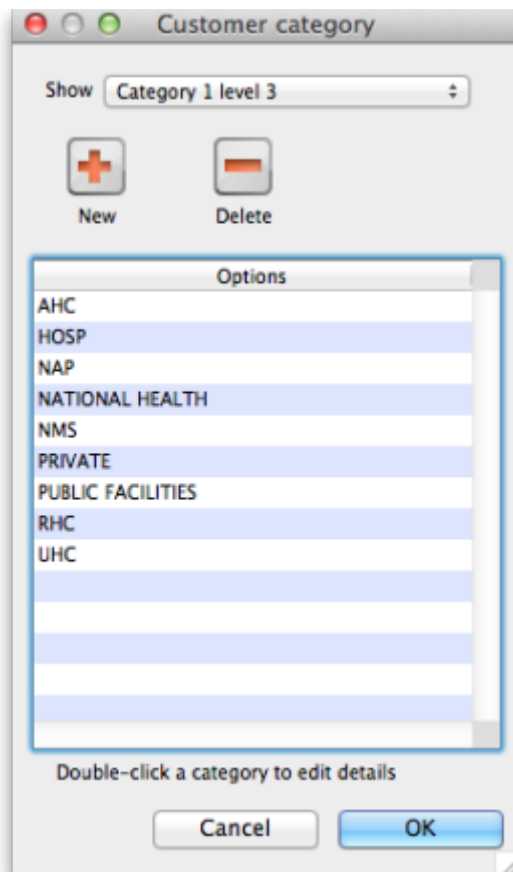 Customer category
Show Category 1 level 3
New Delete
Options
AHC
HOSP
NAP
NATIONAL HEALTH
NMS
PRIVATE
PUBLIC FACILITIES
RHC
UHC
Double-click a category to edit details
Cancel OK